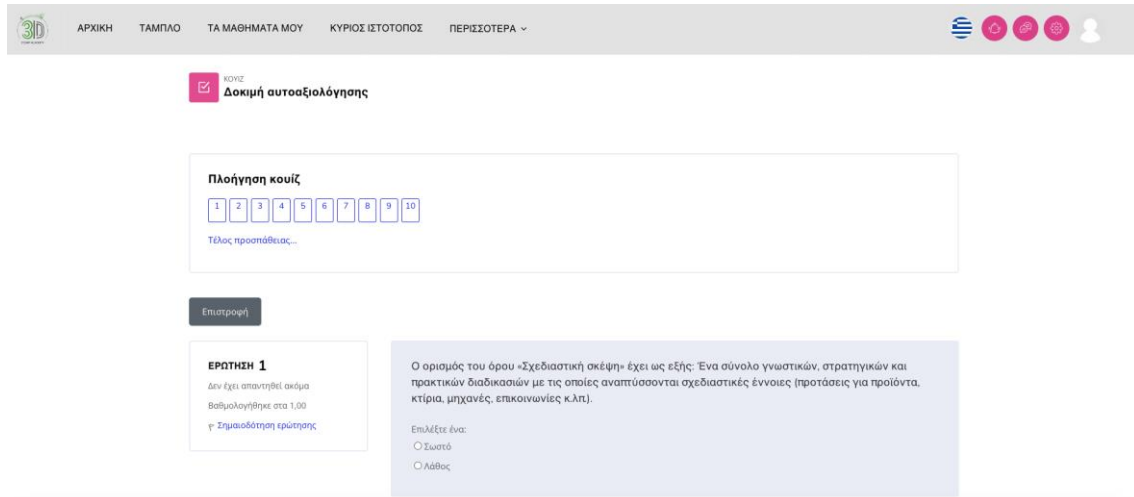 3D
ΑΡΧΙΚΗ ΤΑΜΠΛΟ ΤΑ ΜΑΘΗΜΑΤΑ ΜΟΥ ΚΥΡΙΟΣ ΙΣΤΟΤΟΠΟΣ ΠΕΡΙΣΣΟΤΕΡΑ
ΚΟΥΙΖ
Δοκιμή αυτοαξιολόγησης
Πλοήγηση κουίζ
1 2 3 4 5 6 7 8 9 10
Τέλος προσπάθειας...
Επιστροφή
ΕΡΩΤΗΣΗ 1
Δεν έχει απαντηθεί ακόμα
Βαθμολογήθηκε στα 1,00
Σημαιοδότηση ερώτησης
Ο ορισμός του όρου «Σχεδιαστική σκέψη» έχει ως εξής: Ένα σύνολο γνωστικών, στρατηγικών και
πρακτικών διαδικασιών με τις οποίες αναπτύσσονται σχεδιαστικές έννοιες (προτάσεις για προϊόντα,
κτίρια, μηχανές, επικοινωνίες κ.λπ.).
Επιλέξτε ένα:
Σωστό
Λάθος